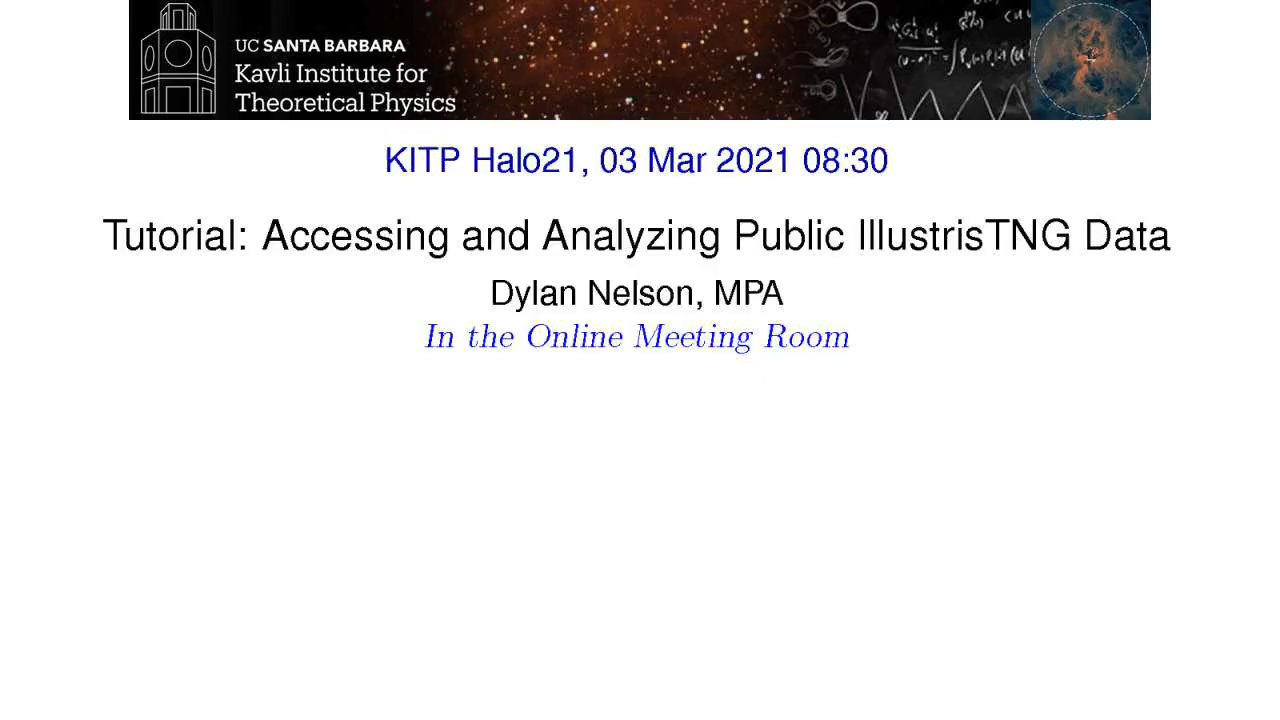 UC SANTA BARBARA
Kavli Institute for
Theoretical Physics
KITP Halo21, 03 Mar 2021 08:30
Tutorial: Accessing and Analyzing Public IllustrisTNG Data
Dylan Nelson, MPA
In the Online Meeting Room